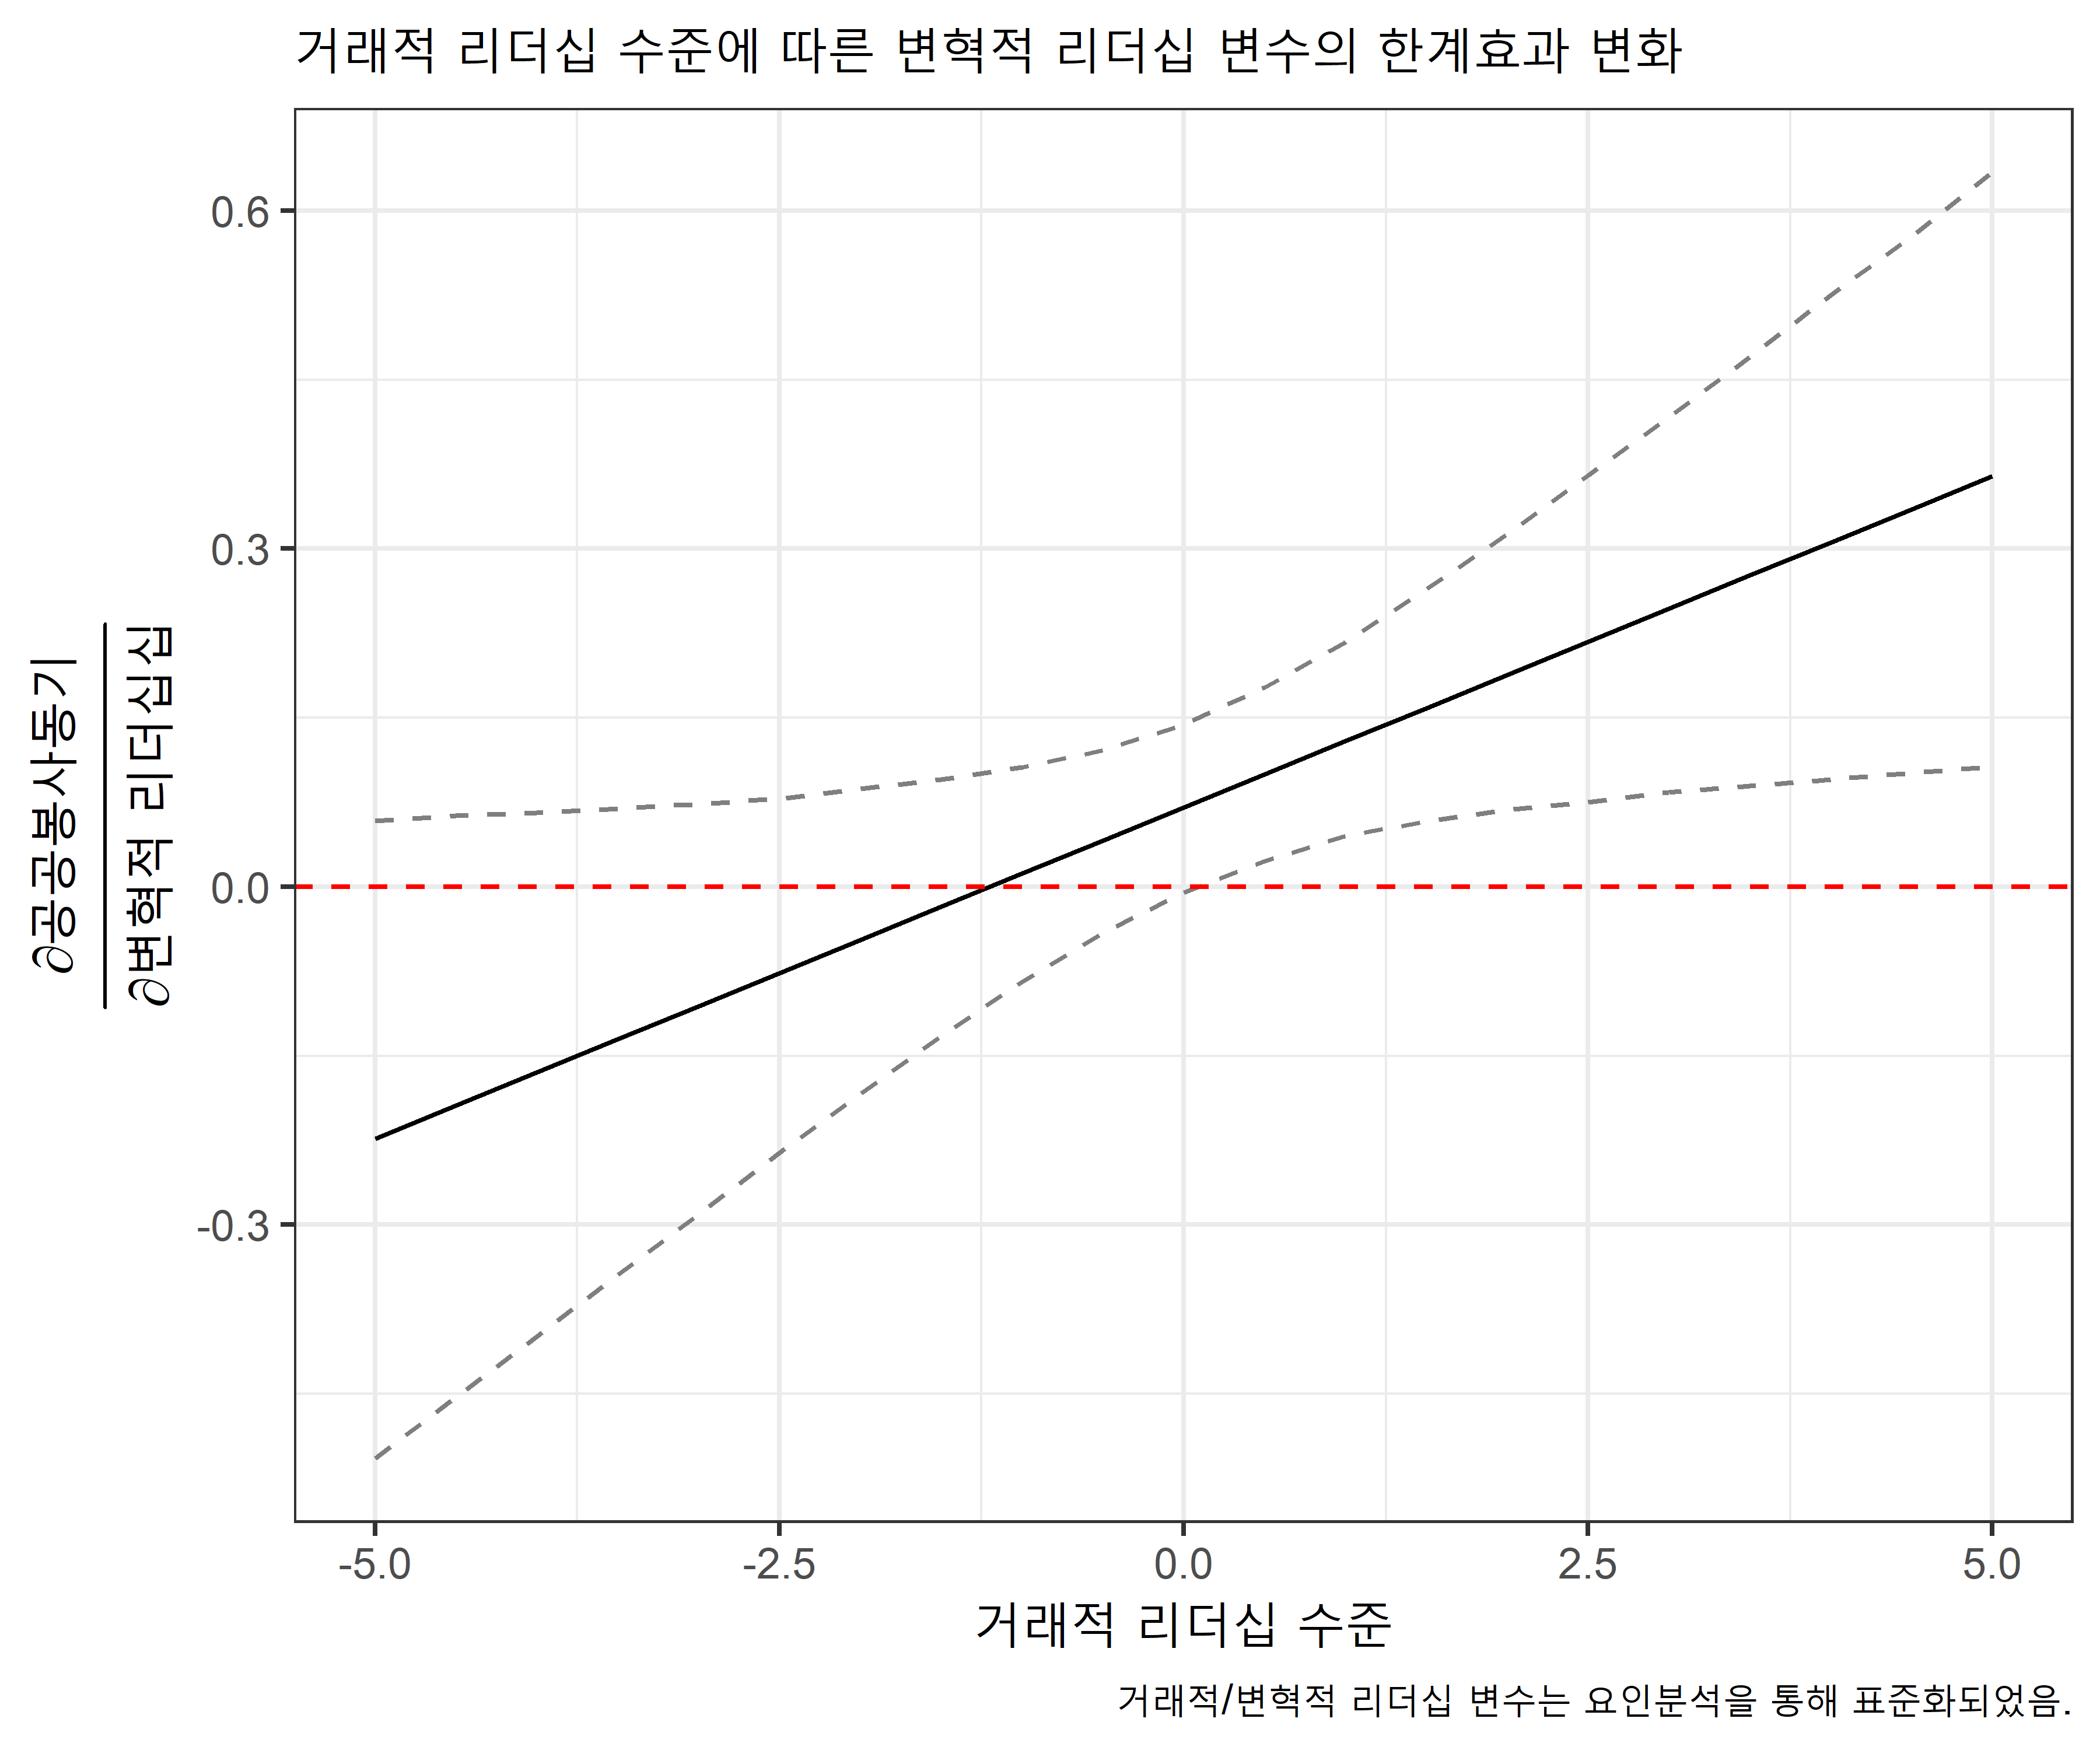 거래적 리더십 수준에 따른 변혁적 리더십 변수의 한계효과 변화
∂공공봉사동기
∂변혁적 리더십십
0.6
0.3
0.0
-0.3
-5.0 -2.5 0.0 2.5 5.0
거래적 리더십 수준
거래적/변혁적 리더십 변수는 요인분석을 통해 표준화되었음.